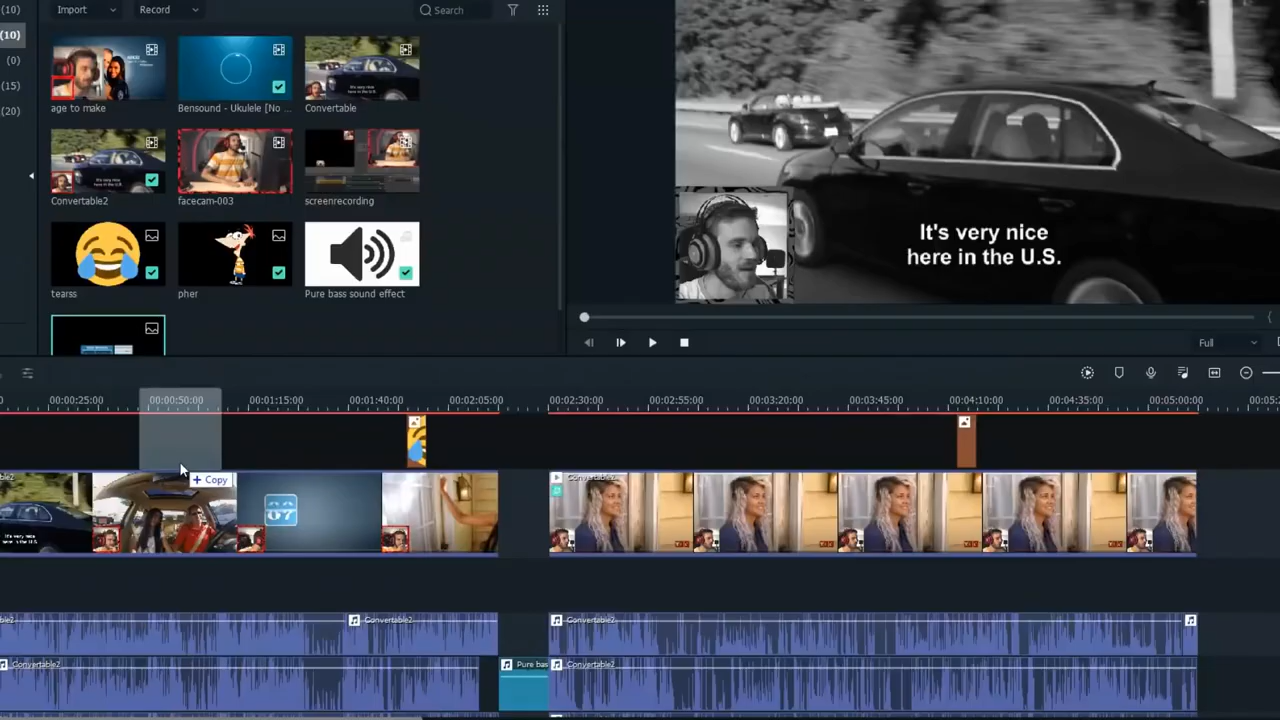 (10)
Import
Record
Search
(10)
(0)
(15)
(20)
age to make
Bensound - Ukulele [No ...
Convertable
Convertable2
facecam-003
screenrecording
tearss
pher
Pure bass sound effect
It's very nice
here in the U.S.
Full
00:00:25:00
00:00:50:00
00:01:15:00
00:01:40:00
00:02:05:00
00:02:30:00
00:02:55:00
00:03:20:00
00:03:45:00
00:04:10:00
00:04:35:00
00:05:00:00
00:05:2
+ Copy
Convertable2
Convertable2
Convertable2
Convertable2
Pure bas
Convertable2